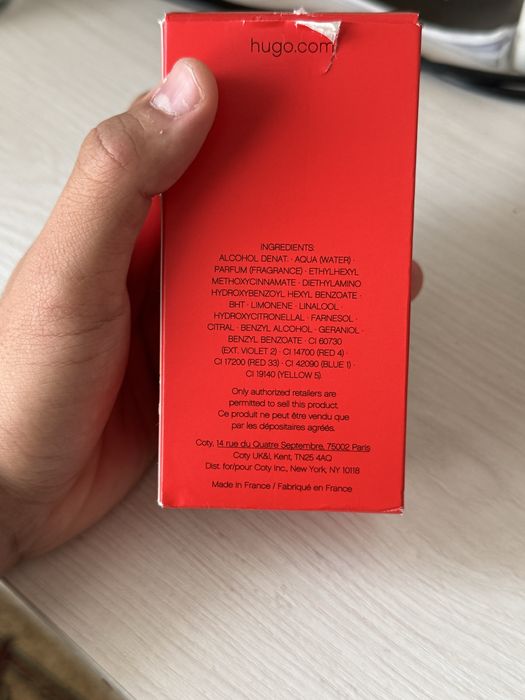 hugo.com
INGREDIENTS:
ALCOHOL DENAT. · AQUA (WATER) ·
PARFUM (FRAGRANCE) · ETHYLHEXYL
METHOXYCINNAMATE · DIETHYLAMINO
HYDROXYBENZOYL HEXYL BENZOATE ·
BHT · LIMONENE · LINALOOL ·
HYDROXYCITRONELLAL · FARNESOL ·
CITRAL · BENZYL ALCOHOL · GERANIOL ·
BENZYL BENZOATE · CI 60730
(EXT. VIOLET 2) · CI 14700 (RED 4) ·
CI 17200 (RED 33) · CI 42090 (BLUE 1) ·
CI 19140 (YELLOW 5).
Only authorized retailers are
permitted to sell this product.
Ce produit ne peut être vendu que
par les dépositaires agréés.
Coty, 14 rue du Quatre Septembre, 75002 Paris
Coty UK&I, Kent, TN25 4AQ
Dist. for/pour Coty Inc., New York, NY 10118
Made in France / Fabriqué en France